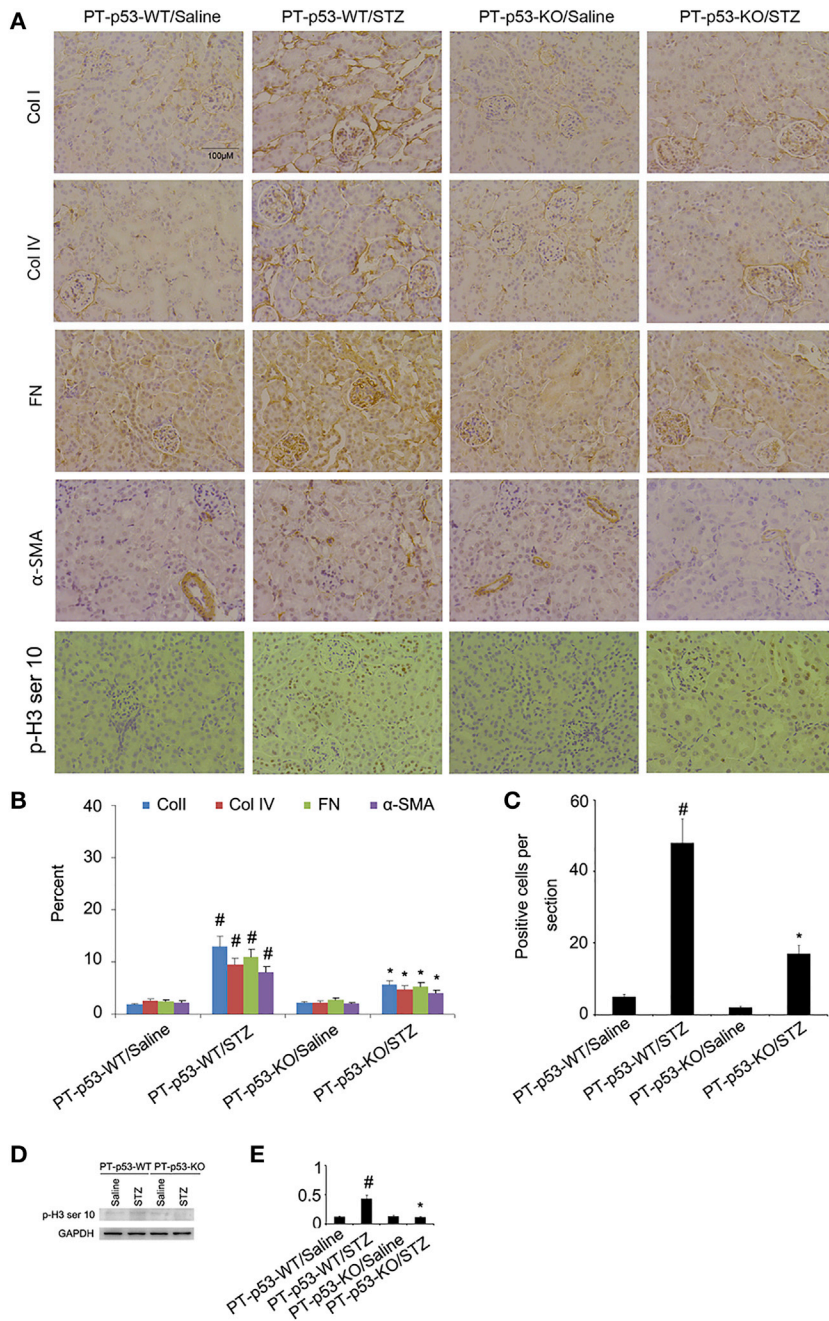 A
PT-p53-WT/Saline PT-p53-WT/STZ PT-p53-KO/Saline PT-p53-KO/STZ
Col I
100μM
Col IV
FN
α-SMA
p-H3 ser 10
B
ColI Col IV FN α-SMA
40
30
20
10
0
Percent
# # # #
* * * *
PT-p53-WT/Saline
PT-p53-WT/STZ
PT-p53-KO/Saline
PT-p53-KO/STZ
C
60
40
20
0
Positive cells per
section
#
*
PT-p53-WT/Saline
PT-p53-WT/STZ
PT-p53-KO/Saline
PT-p53-KO/STZ
D
PT-p53-WT PT-p53-KO
Saline STZ Saline STZ
p-H3 ser 10
GAPDH
E
1
0.5
0
#
*
PT-p53-WT/Saline
PT-p53-WT/STZ
PT-p53-KO/Saline
PT-p53-KO/STZ